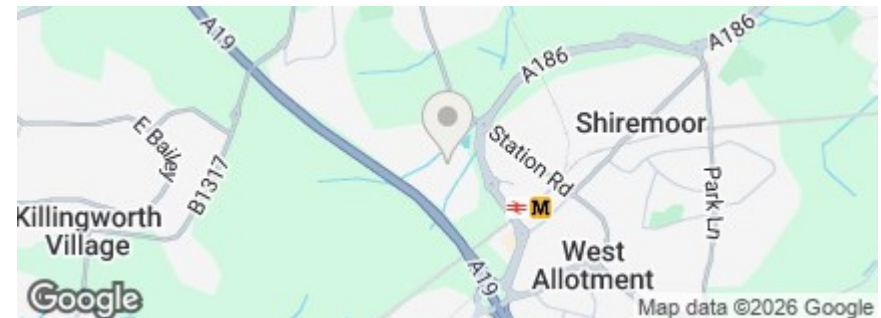 A19
A186
A186
E Bailey
B1317
Shiremoor
Station Rd
Park Ln
M
Killingworth
Village
West
Allotment
A19
Google
Map data ©2026 Google